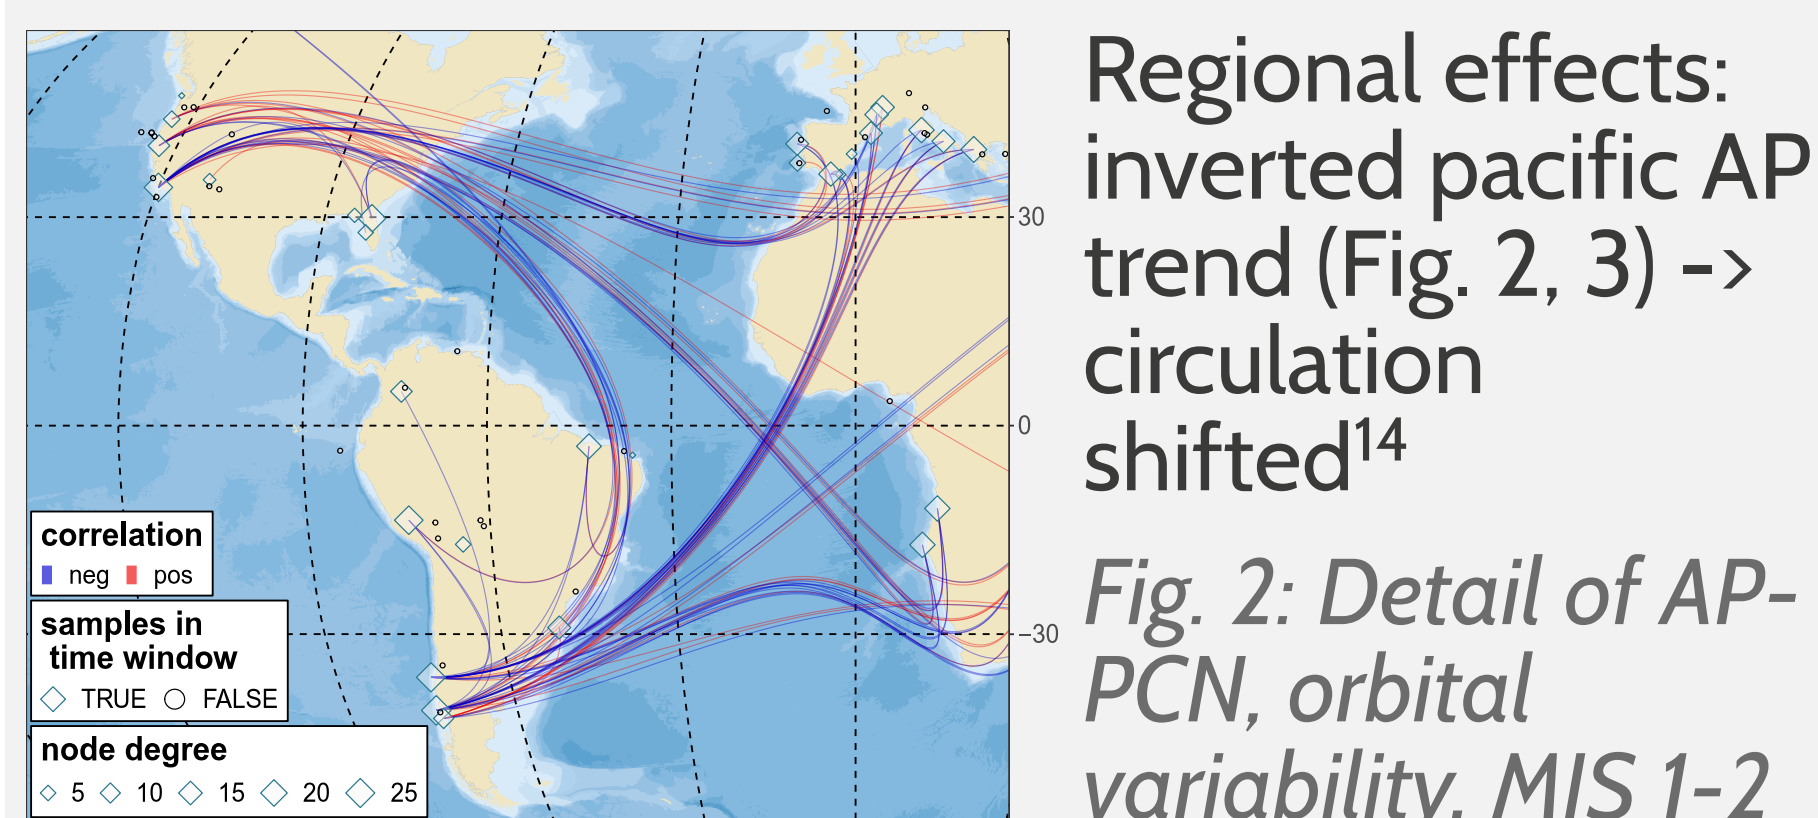 30
0
−30
correlation
neg pos
samples in
time window
TRUE FALSE
node degree
5 10 15 20 25
Regional effects:
inverted pacific AP
trend (Fig. 2, 3) ->
circulation
shifted¹⁴
Fig. 2: Detail of AP-
PCN, orbital
variability, MIS 1-2